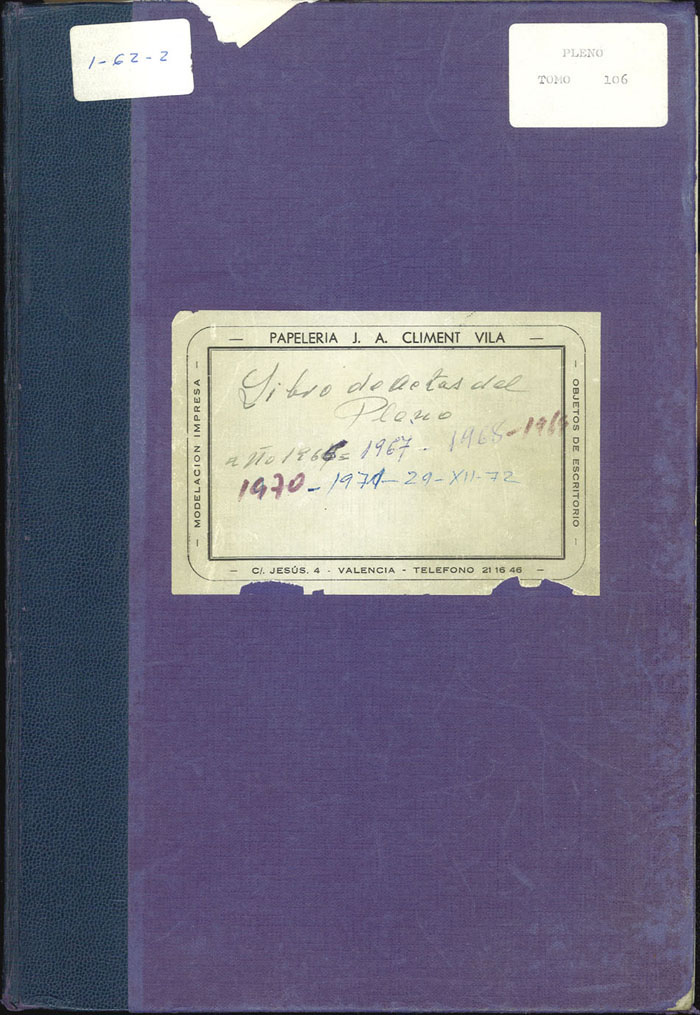 1-62-2
PLENO
TOMO 106
— PAPELERIA J. A. CLIMENT VILA —
— MODELACION IMPRESA —
Libro de Actas del
Pleno
año 1966 = 1967 - 1968 - 1969
1970 - 1971 - 29-XII-72
— OBJETOS DE ESCRITORIO —
— C/. JESÚS. 4 - VALENCIA - TELEFONO 21 16 46 —